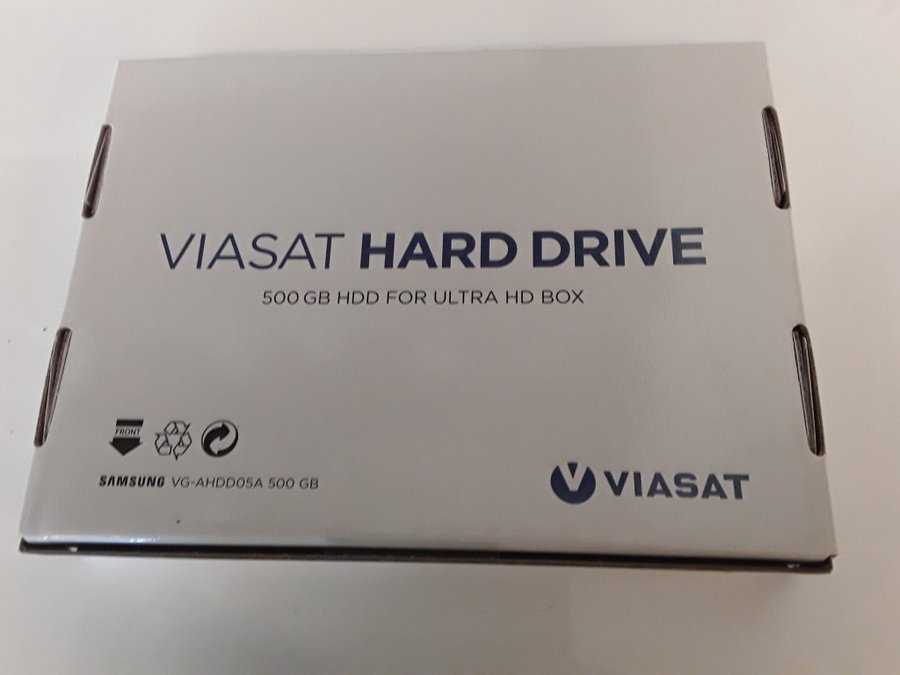 VIASAT HARD DRIVE
500 GB HDD FOR ULTRA HD BOX
FRONT
SAMSUNG VG-AHDD05A 500 GB
VIASAT